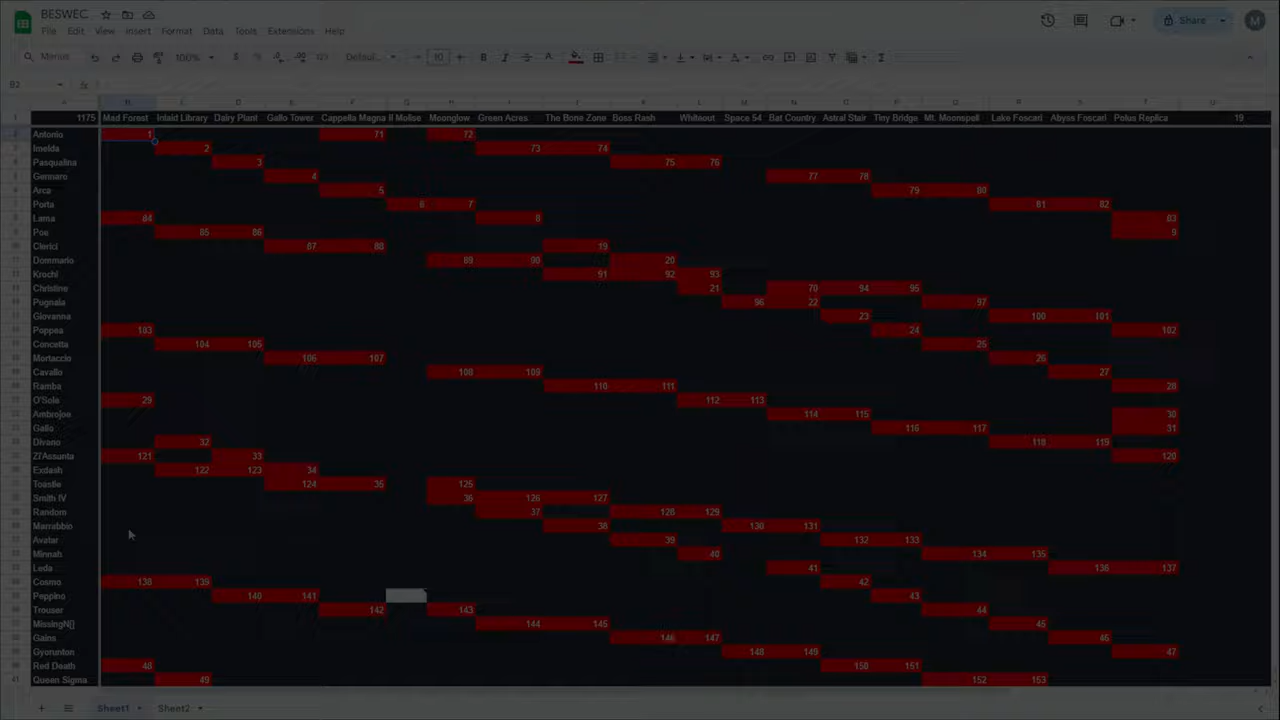 BESWEC
File Edit View Insert Format Data Tools Extensions Help
Share M
Menus 100% $ % .0 .00 123 Defaul... 10 B I A
B2 fx
A B C D E F G H I J K L M N O P Q R S T U
1 1175 Mad Forest Inlaid Library Dairy Plant Gallo Tower Cappella Magna Il Molise Moonglow Green Acres The Bone Zone Boss Rash Whiteout Space 54 Bat Country Astral Stair Tiny Bridge Mt. Moonspell Lake Foscari Abyss Foscari Polus Replica 19
Antonio 1 71 72
Imelda 2 73 74
Pasqualina 3 75 76
Gennaro 4 77 78
Arca 5 79 80
Porta 6 7 81 82
Lama 84 8 83
Poe 85 86 9
Clerici 87 88 19
Dommario 89 90 20
Krochi 91 92 93
Christine 21 70 94 95
Pugnala 96 22 97
Giovanna 23 100 101
Poppea 103 24 102
Concetta 104 105 25
Mortaccio 106 107 26
Cavallo 108 109 27
Ramba 110 111 28
O'Sole 29 112 113
Ambrojoe 114 115 30
Gallo 116 117 31
Divano 32 118 119
Zi'Assunta 121 33 120
Exdash 122 123 34
Toastie 124 35 125
Smith IV 36 126 127
Random 37 128 129
Marrabbio 38 130 131
Avatar 39 132 133
Minnah 40 134 135
Leda 41 136 137
Cosmo 138 139 42
Peppino 140 141 43
Trouser 142 143 44
MissingN[] 144 145 45
Gains 146 147 46
Gyorunton 148 149 47
Red Death 48 150 151
41 Queen Sigma 49 152 153
Sheet1 Sheet2